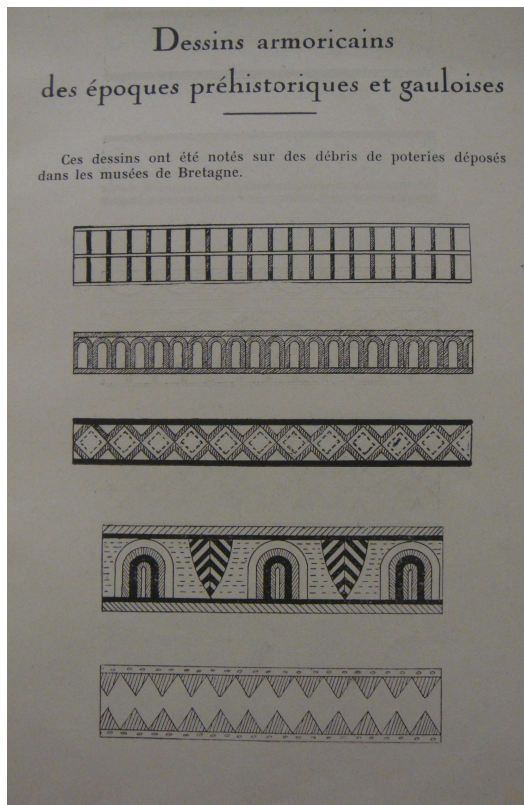 Dessins armoricains
des époques préhistoriques et gauloises
Ces dessins ont été notés sur des débris de poteries déposés
dans les musées de Bretagne.